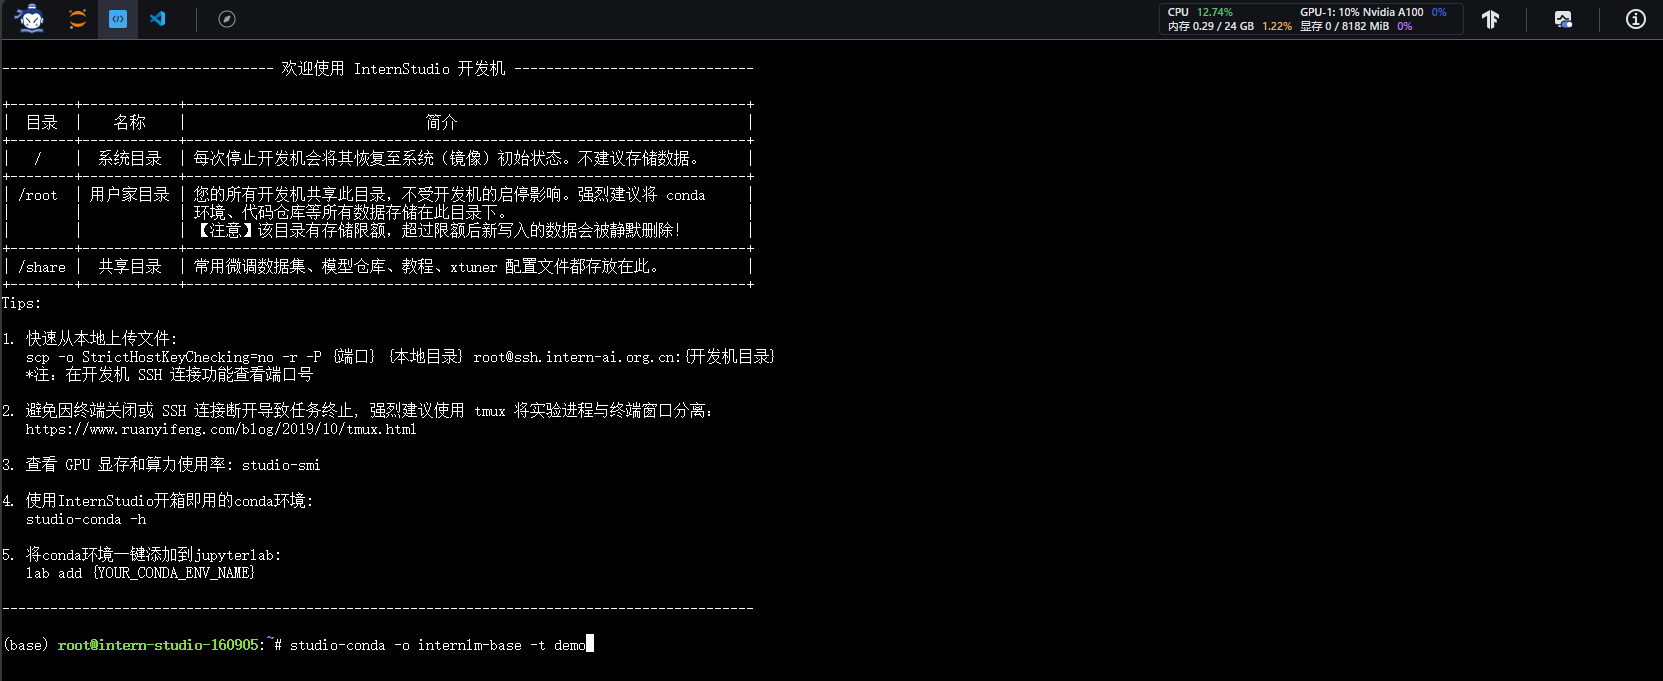 CPU 12.74% GPU-1: 10% Nvidia A100 0%
内存 0.29 / 24 GB 1.22% 显存 0 / 8182 MiB 0%
---------------------------------- 欢迎使用 InternStudio 开发机 ------------------------------
目录 | 名称 | 简介
/ | 系统目录 | 每次停止开发机会将其恢复至系统（镜像）初始状态。不建议存储数据。
/root | 用户家目录 | 您的所有开发机共享此目录，不受开发机的启停影响。强烈建议将 conda
环境、代码仓库等所有数据存储在此目录下。
【注意】该目录有存储限额，超过限额后新写入的数据会被静默删除！
/share | 共享目录 | 常用微调数据集、模型仓库、教程、xtuner 配置文件都存放在此。
Tips:
1. 快速从本地上传文件:
scp -o StrictHostKeyChecking=no -r -P {端口} {本地目录} root@ssh.intern-ai.org.cn:{开发机目录}
*注：在开发机 SSH 连接功能查看端口号
2. 避免因终端关闭或 SSH 连接断开导致任务终止, 强烈建议使用 tmux 将实验进程与终端窗口分离：
https://www.ruanyifeng.com/blog/2019/10/tmux.html
3. 查看 GPU 显存和算力使用率: studio-smi
4. 使用InternStudio开箱即用的conda环境:
studio-conda -h
5. 将conda环境一键添加到jupyterlab:
lab add {YOUR_CONDA_ENV_NAME}
(base) root@intern-studio-160905:~# studio-conda -o internlm-base -t demo